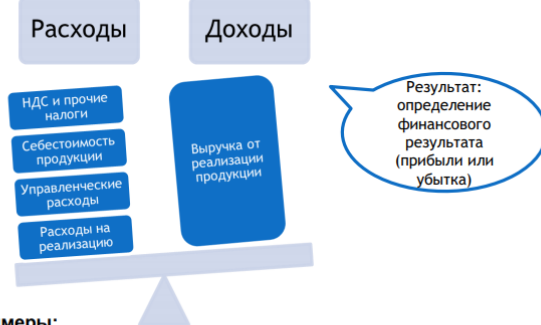 Расходы
Доходы
НДС и прочие
налоги
Себестоимость
продукции
Управленческие
расходы
Расходы на
реализацию
Выручка от
реализации
продукции
Результат:
определение
финансового
результата
(прибыли или
убытка)